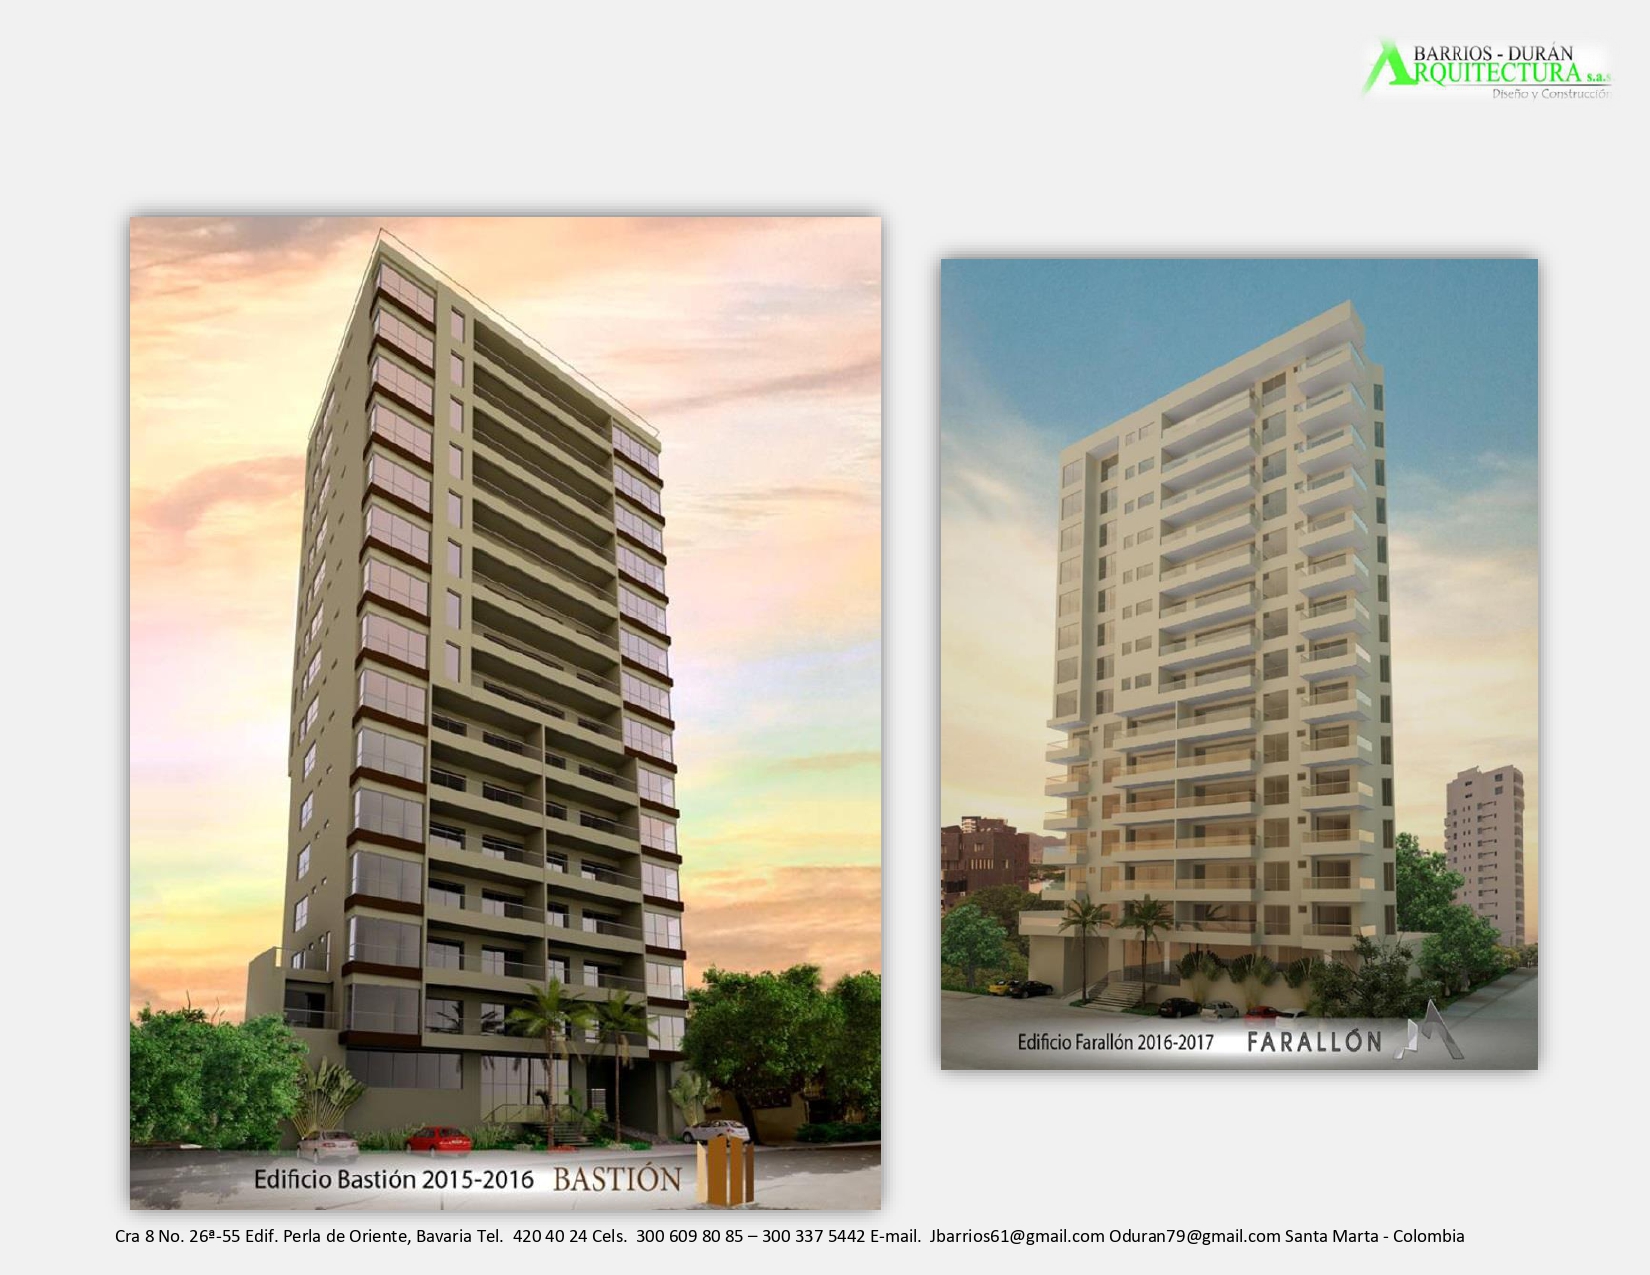 BARRIOS - DURÁN
ARQUITECTURA s.a.s
Diseño y Construcción
Edificio Farallón 2016-2017 FARALLÓN
Edificio Bastión 2015-2016 BASTIÓN
Cra 8 No. 26ª-55 Edif. Perla de Oriente, Bavaria Tel. 420 40 24 Cels. 300 609 80 85 – 300 337 5442 E-mail. Jbarrios61@gmail.com Oduran79@gmail.com Santa Marta - Colombia